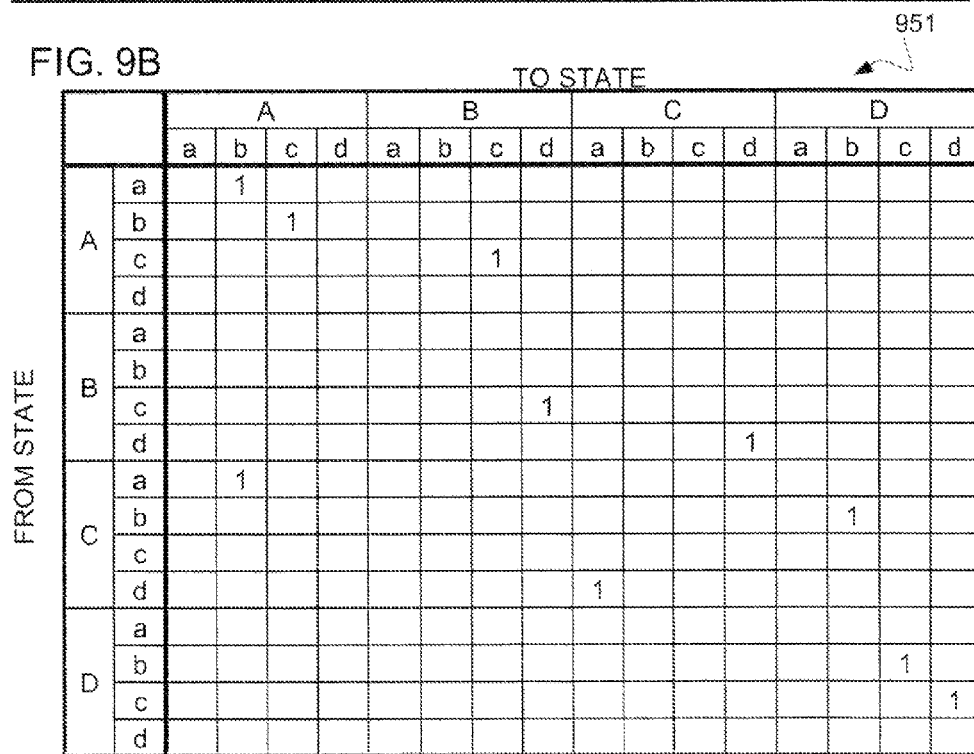 951
FIG. 9B
TO STATE
A B C D
a b c d a b c d a b c d a b c d
FROM STATE
A
a 1
b 1
c 1
d
B
a
b
c 1
d 1
C
a 1
b 1
c
d 1
D
a
b 1
c 1
d